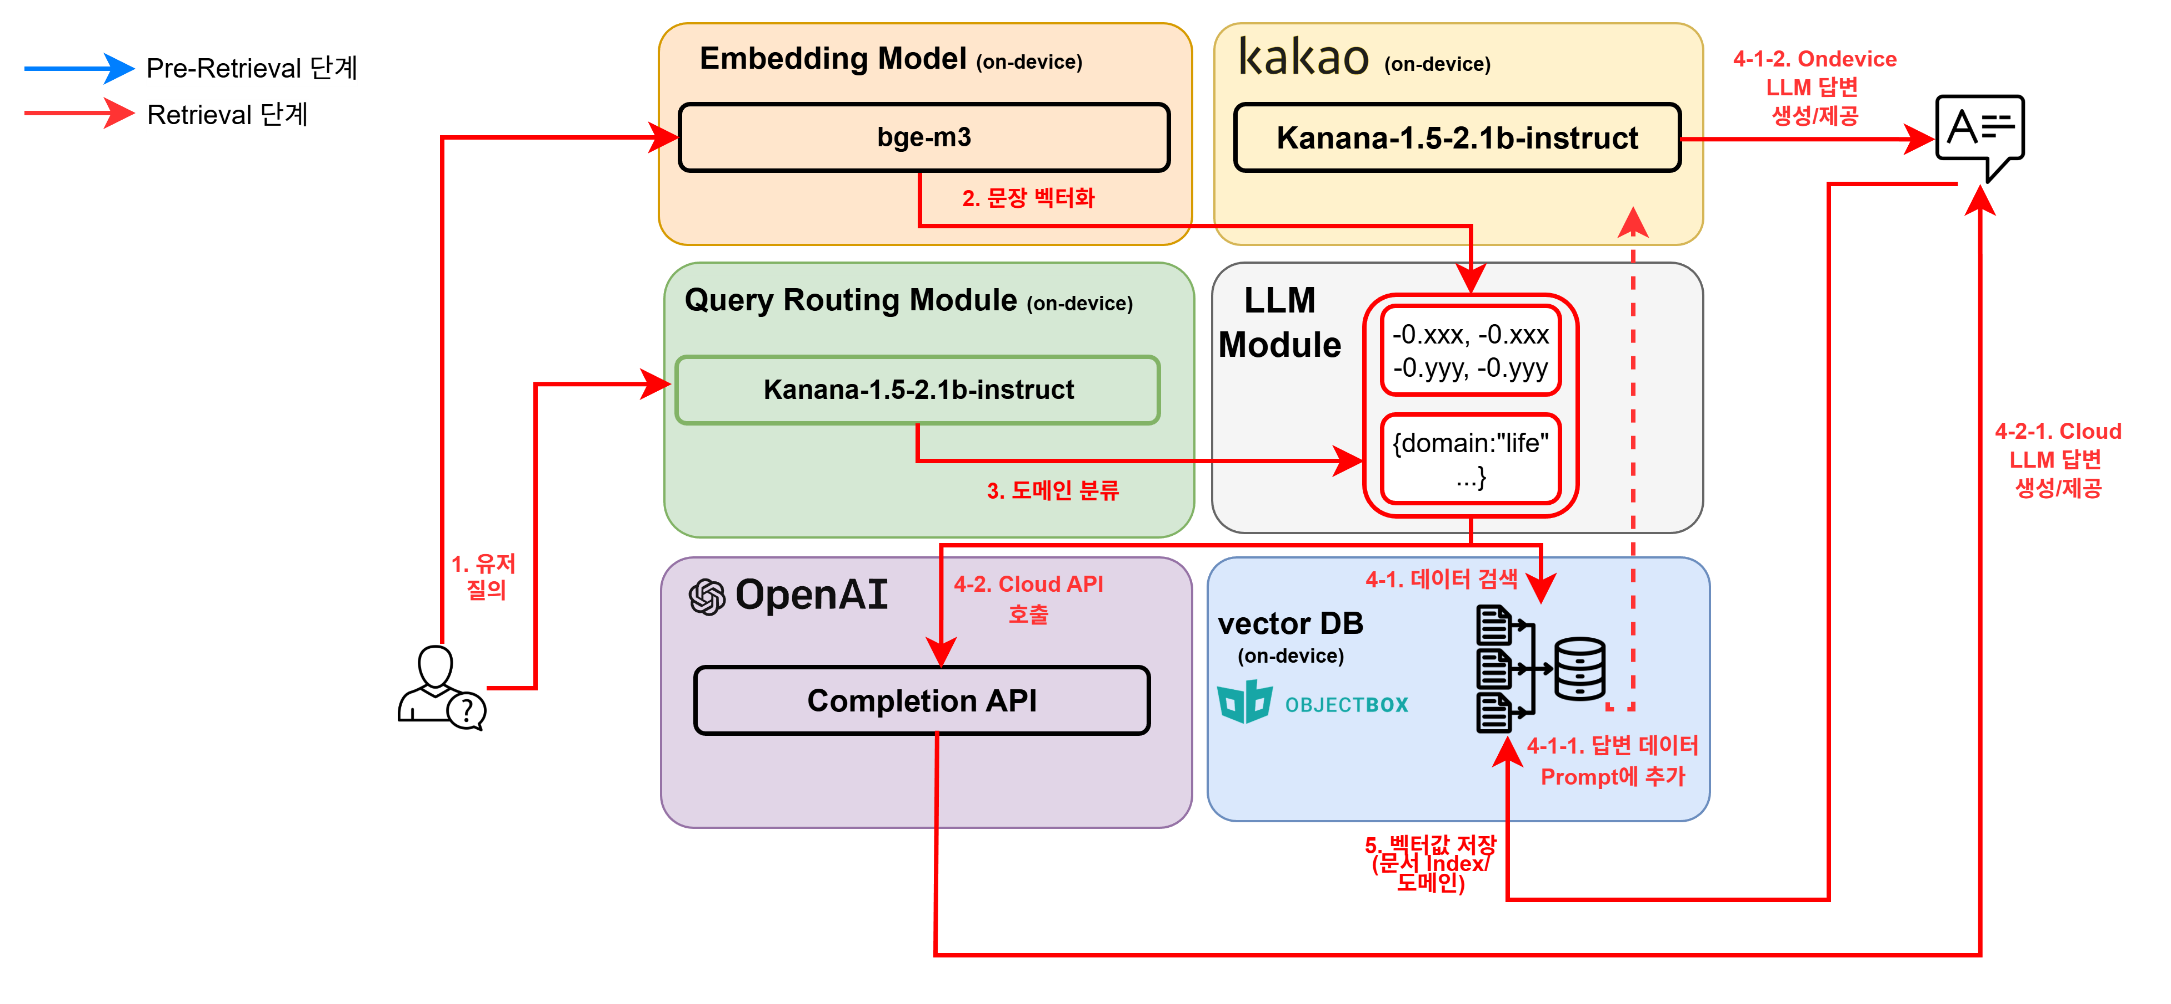 Pre-Retrieval 단계
Retrieval 단계
Embedding Model (on-device)
bge-m3
2. 문장 벡터화
kakao (on-device)
Kanana-1.5-2.1b-instruct
4-1-2. Ondevice
LLM 답변
생성/제공
A
Query Routing Module (on-device)
Kanana-1.5-2.1b-instruct
3. 도메인 분류
LLM
Module
-0.xxx, -0.xxx
-0.yyy, -0.yyy
{domain:"life"
...}
4-2-1. Cloud
LLM 답변
생성/제공
1. 유저
질의
?
OpenAI
4-2. Cloud API
호출
Completion API
4-1. 데이터 검색
vector DB
(on-device)
OBJECTBOX
4-1-1. 답변 데이터
Prompt에 추가
5. 벡터값 저장
(문서 Index/
도메인)